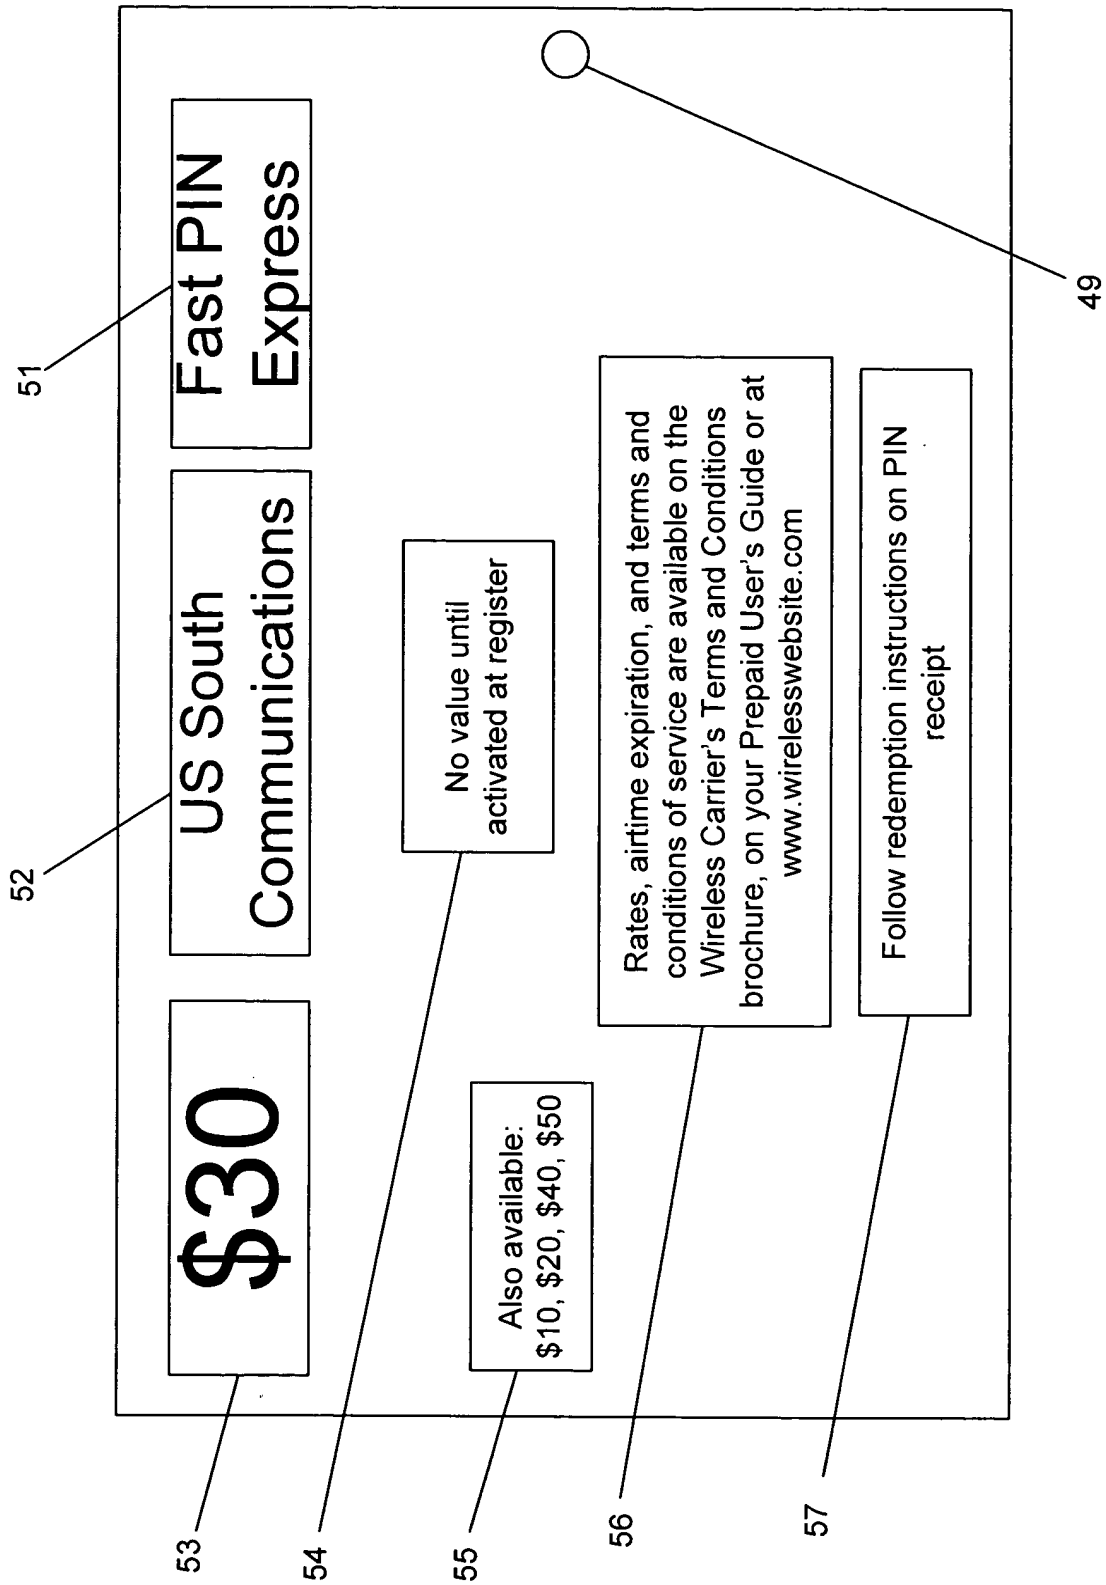 53
$30
52
US South
Communications
51
Fast PIN
Express
54
No value until
activated at register
55
Also available:
$10, $20, $40, $50
56
Rates, airtime expiration, and terms and
conditions of service are available on the
Wireless Carrier's Terms and Conditions
brochure, on your Prepaid User's Guide or at
www.wirelesswebsite.com
57
Follow redemption instructions on PIN
receipt
49